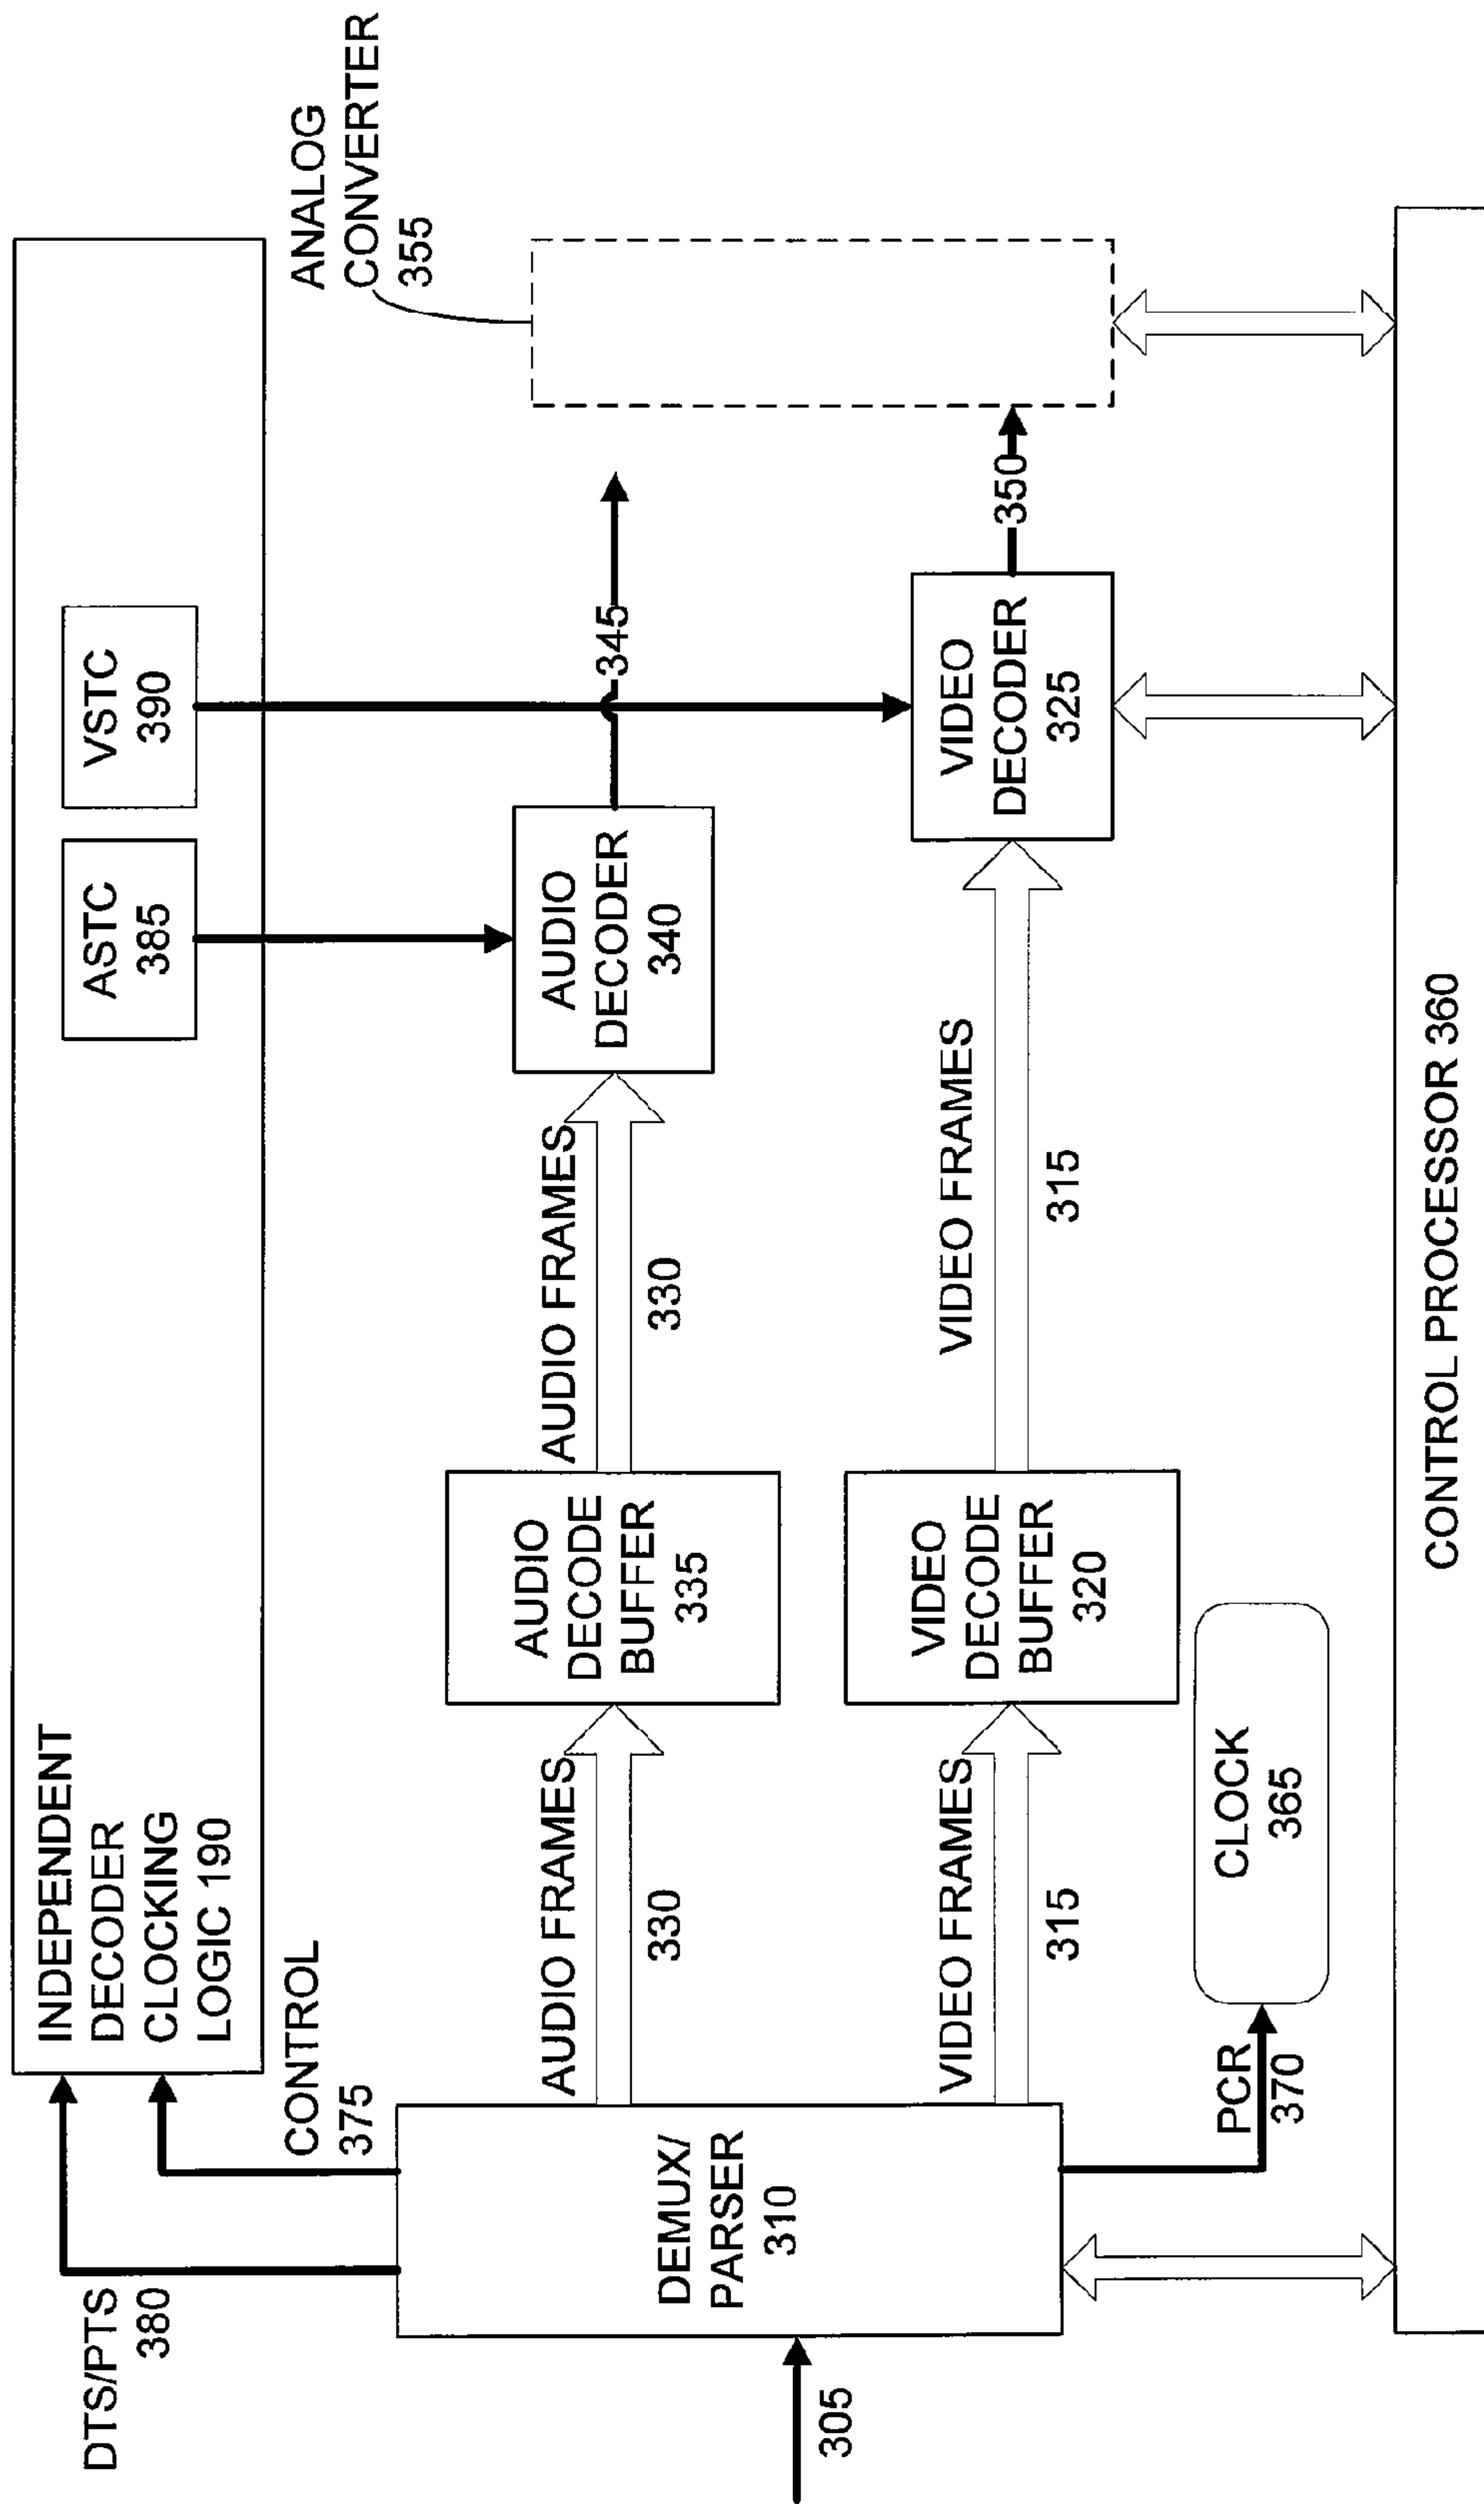 INDEPENDENT
DECODER
CLOCKING
LOGIC 190
ASTC
385
VSTC
390
DTS/PTS
380
CONTROL
375
ANALOG
CONVERTER
355
305
DEMUX/
PARSER
310
AUDIO FRAMES
330
AUDIO
DECODE
BUFFER
335
AUDIO FRAMES
330
AUDIO
DECODER
340
345
VIDEO FRAMES
315
VIDEO
DECODE
BUFFER
320
VIDEO FRAMES
315
VIDEO
DECODER
325
350
PCR
370
CLOCK
365
CONTROL PROCESSOR 360